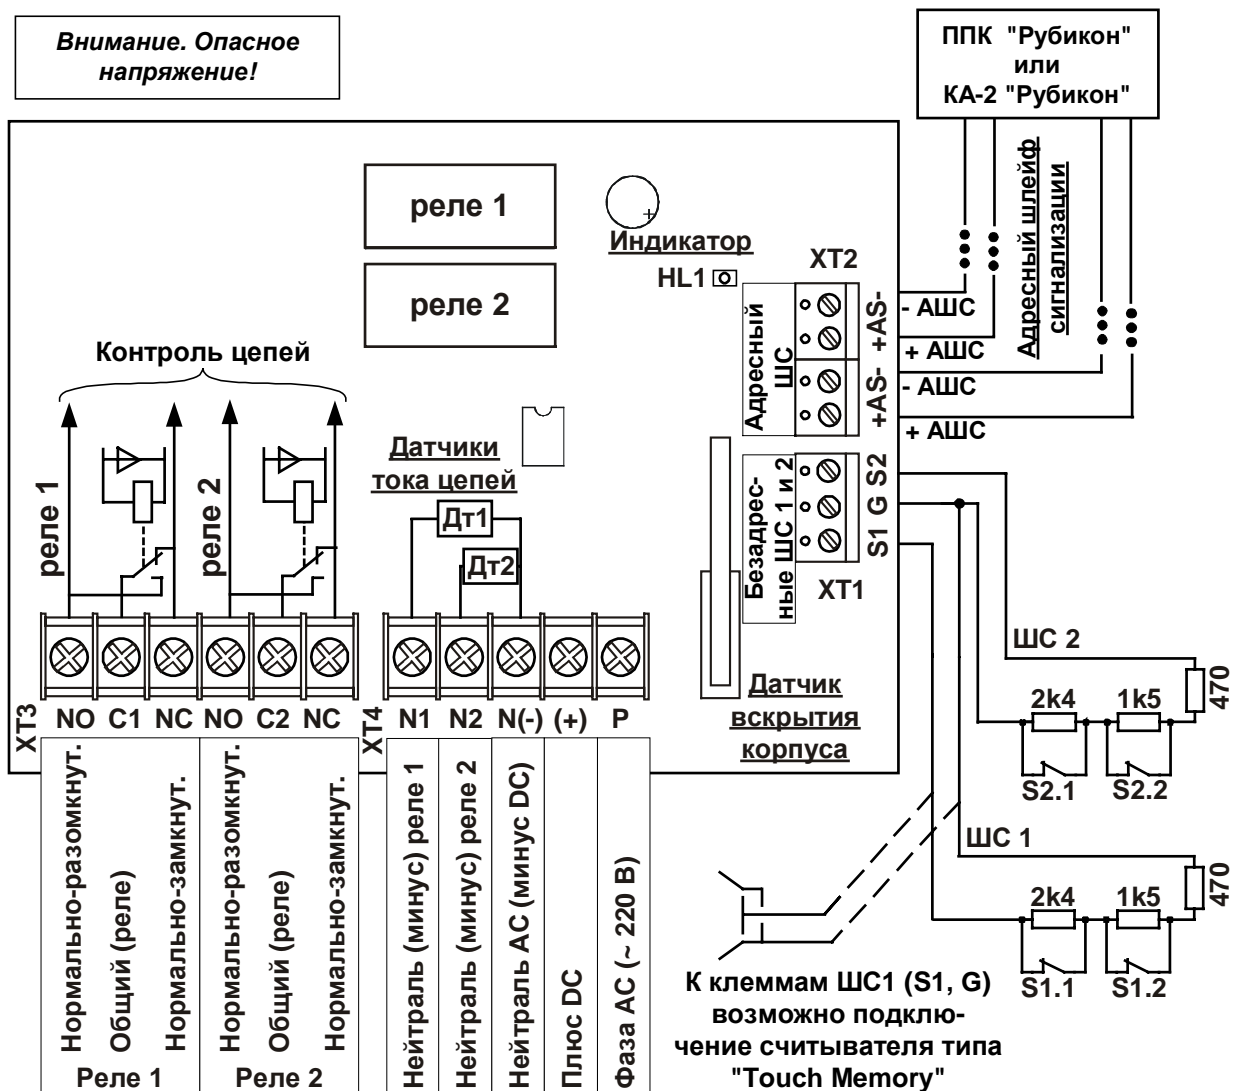 Внимание. Опасное
напряжение!
ППК "Рубикон"
или
КА-2 "Рубикон"
Адресный шлейф
сигнализации
реле 1
реле 2
Индикатор
HL1
XT2
Адресный
ШС
+AS-
+AS-
- АШС
+ АШС
- АШС
+ АШС
Контроль цепей
реле 1
реле 2
Датчики
тока цепей
Дт1
Дт2
Безадрес-
ные ШС 1 и 2
S1 G S2
XT1
Датчик
вскрытия
корпуса
ШС 2
2k4
1k5
470
S2.1
S2.2
ШС 1
2k4
1k5
470
S1.1
S1.2
XT3
NO C1 NC NO C2 NC
XT4
N1 N2 N(-) (+) P
Нормально-разомкнут.
Общий (реле)
Нормально-замкнут.
Реле 1
Нормально-разомкнут.
Общий (реле)
Нормально-замкнут.
Реле 2
Нейтраль (минус) реле 1
Нейтраль (минус) реле 2
Нейтраль AC (минус DC)
Плюс DC
Фаза AC (~ 220 В)
К клеммам ШС1 (S1, G)
возможно подклю-
чение считывателя типа
"Touch Memory"